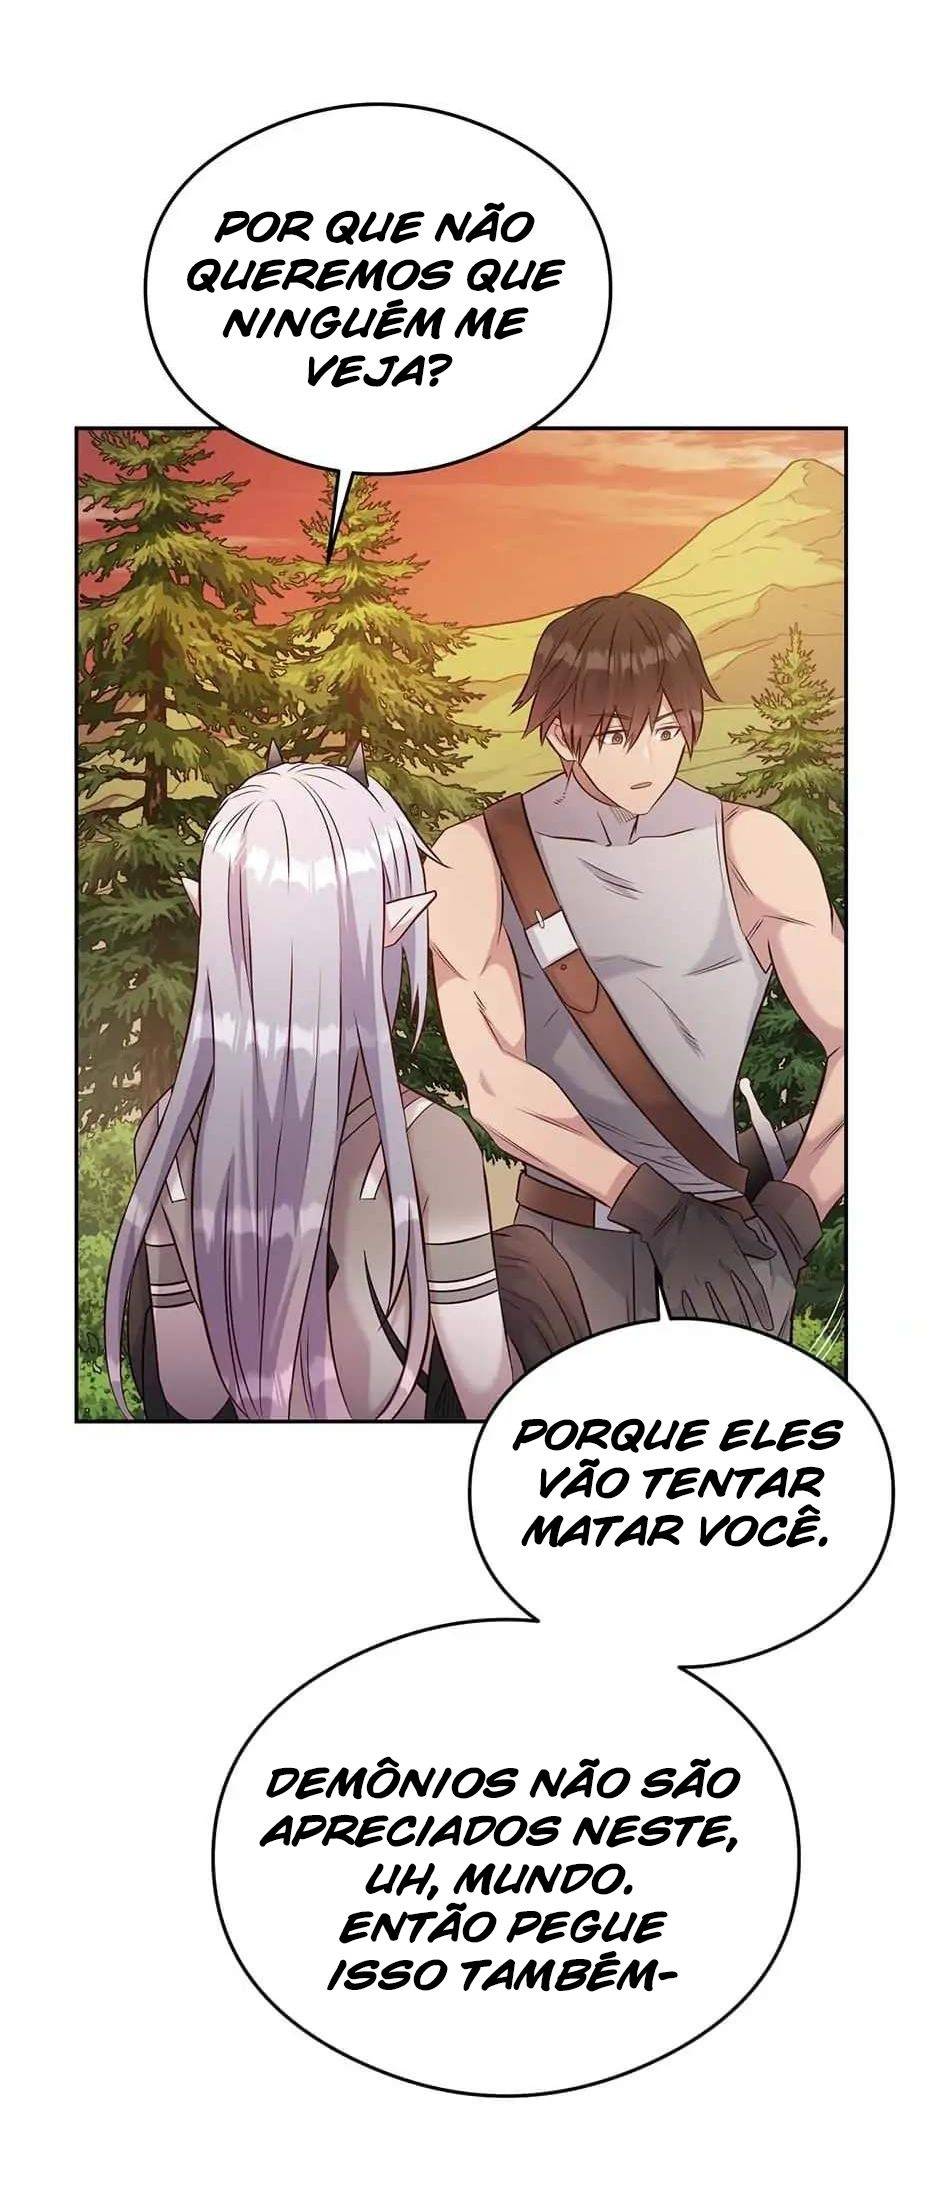 POR QUE NÃO
QUEREMOS QUE
NINGUÉM ME
VEJA?
PORQUE ELES
VÃO TENTAR
MATAR VOCÊ.
DEMÔNIOS NÃO SÃO
APRECIADOS NESTE,
UH, MUNDO.
ENTÃO PEGUE
ISSO TAMBÉM-